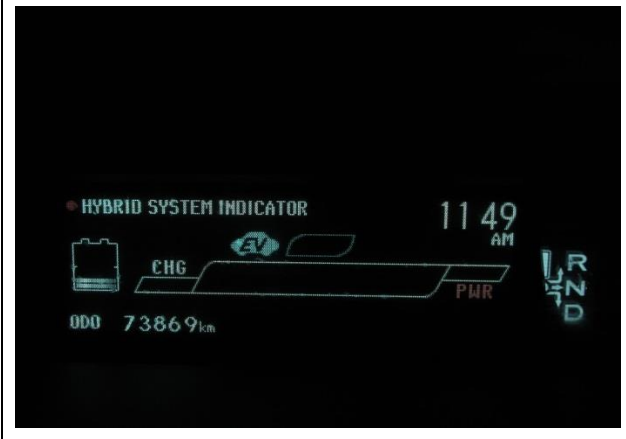 HYBRID SYSTEM INDICATOR
11 49
AM
EV
CHG
PWR
ODO 73869km
R
N
D